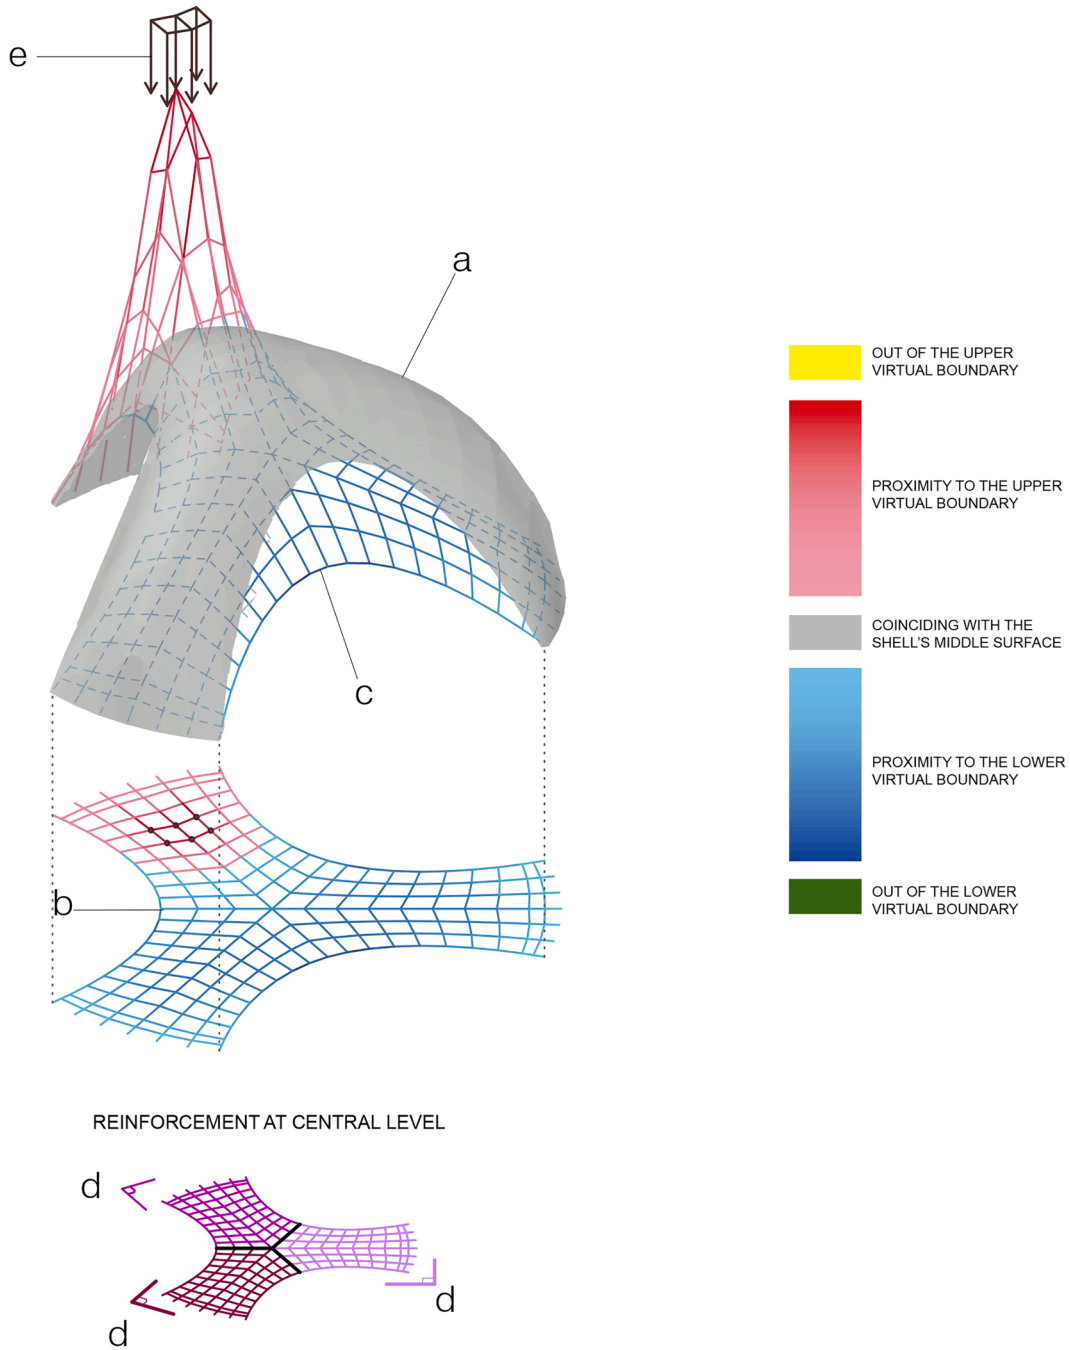 e
a
OUT OF THE UPPER
VIRTUAL BOUNDARY
PROXIMITY TO THE UPPER
VIRTUAL BOUNDARY
COINCIDING WITH THE
SHELL'S MIDDLE SURFACE
c
PROXIMITY TO THE LOWER
VIRTUAL BOUNDARY
b
OUT OF THE LOWER
VIRTUAL BOUNDARY
REINFORCEMENT AT CENTRAL LEVEL
d
d
d